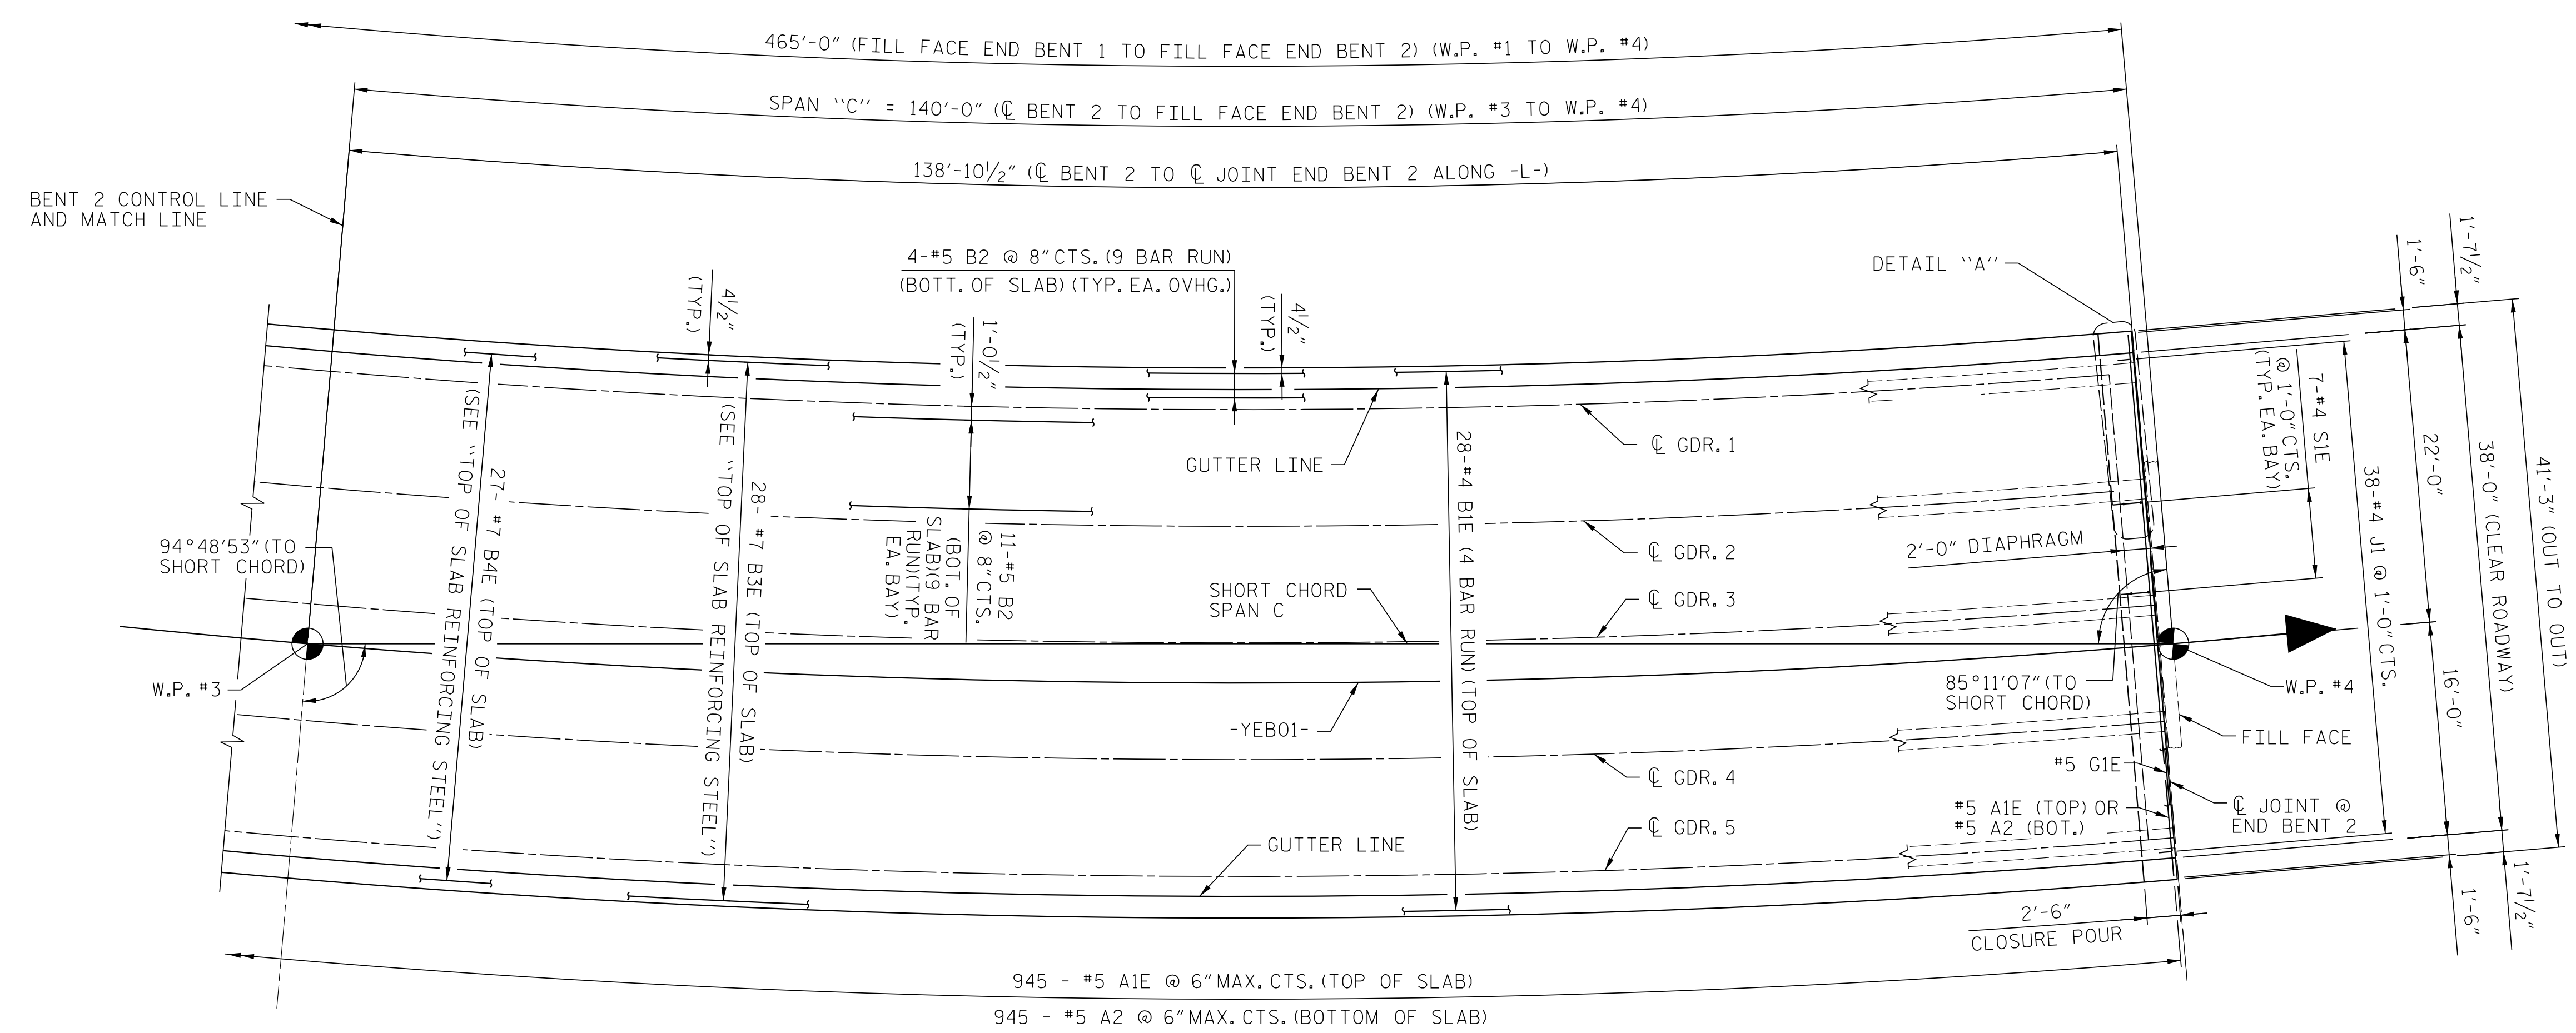 465'-0" (FILL FACE END BENT 1 TO FILL FACE END BENT 2) (W.P. #1 TO W.P. #4)
SPAN "C" = 140'-0" (℄ BENT 2 TO FILL FACE END BENT 2) (W.P. #3 TO W.P. #4)
138'-10½" (℄ BENT 2 TO ℄ JOINT END BENT 2 ALONG -L-)
BENT 2 CONTROL LINE
AND MATCH LINE
4-#5 B2 @ 8"CTS.(9 BAR RUN)
(BOTT. OF SLAB)(TYP. EA. OVHG.)
DETAIL "A"
4½"
(TYP.)
1'-0½"
(TYP.)
4½"
(TYP.)
1'-6"
1'-7½"
GUTTER LINE
℄ GDR. 1
℄ GDR. 2
℄ GDR. 3
℄ GDR. 4
℄ GDR. 5
94°48'53"(TO
SHORT CHORD)
W.P. #3
27- #7 B4E (TOP OF SLAB)
(SEE "TOP OF SLAB REINFORCING STEEL")
28- #7 B3E (TOP OF SLAB)
(SEE "TOP OF SLAB REINFORCING STEEL")
11-#5 B2
@ 8"CTS.
(BOT. OF
SLAB)(9 BAR
RUN)(TYP.
EA. BAY)
SHORT CHORD
SPAN C
28-#4 B1E (4 BAR RUN)(TOP OF SLAB)
2'-0" DIAPHRAGM
7-#4 S1E
@ 1'-0"CTS.
(TYP. EA. BAY)
38-#4 J1 @ 1'-0"CTS.
22'-0"
38'-0" (CLEAR ROADWAY)
41'-3" (OUT TO OUT)
16'-0"
85°11'07"(TO
SHORT CHORD)
W.P. #4
-YEB01-
FILL FACE
#5 G1E
#5 A1E (TOP) OR
#5 A2 (BOT.)
℄ JOINT @
END BENT 2
GUTTER LINE
2'-6"
CLOSURE POUR
1'-6"
1'-7½"
945 - #5 A1E @ 6"MAX. CTS.(TOP OF SLAB)
945 - #5 A2 @ 6"MAX. CTS.(BOTTOM OF SLAB)